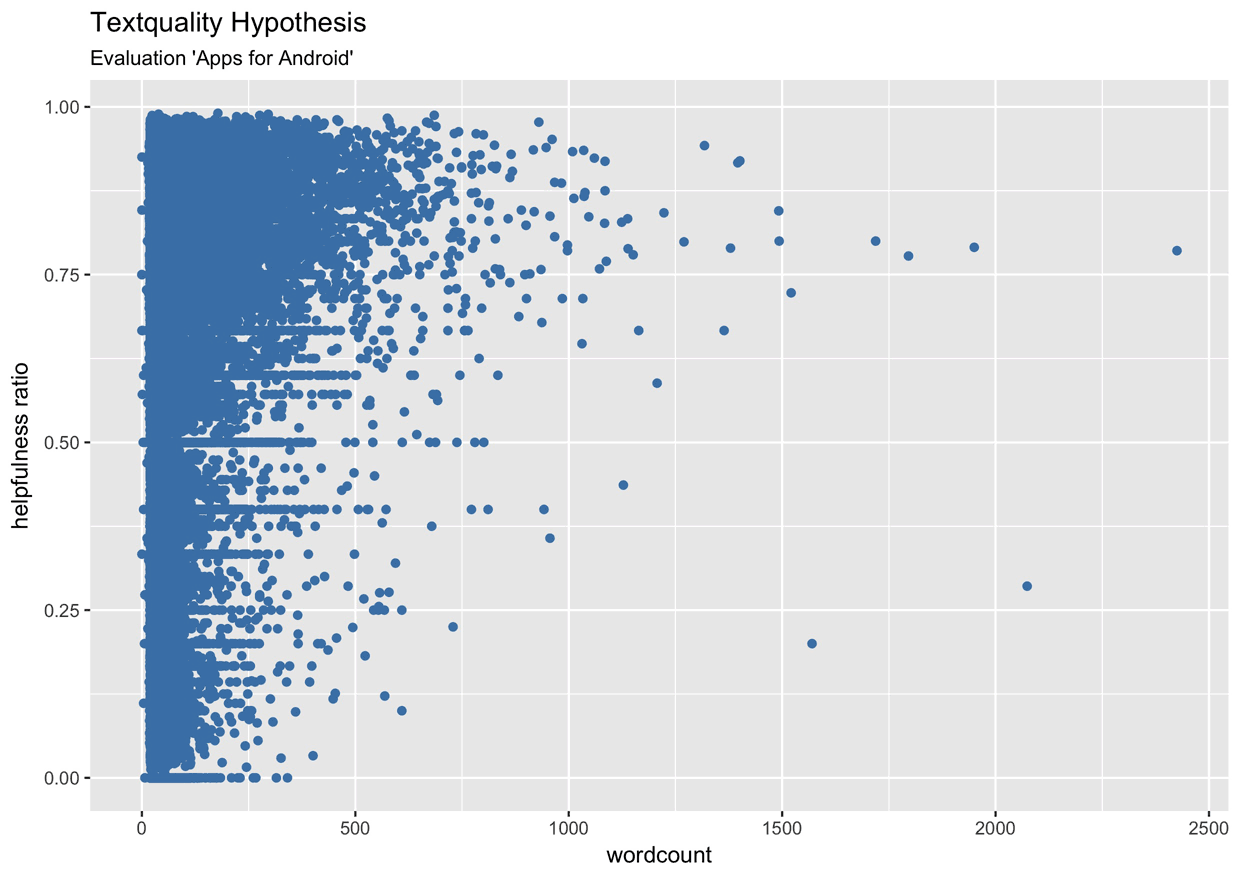 Textquality Hypothesis
Evaluation 'Apps for Android'
1.00
0.75
0.50
0.25
0.00
helpfulness ratio
0 500 1000 1500 2000 2500
wordcount